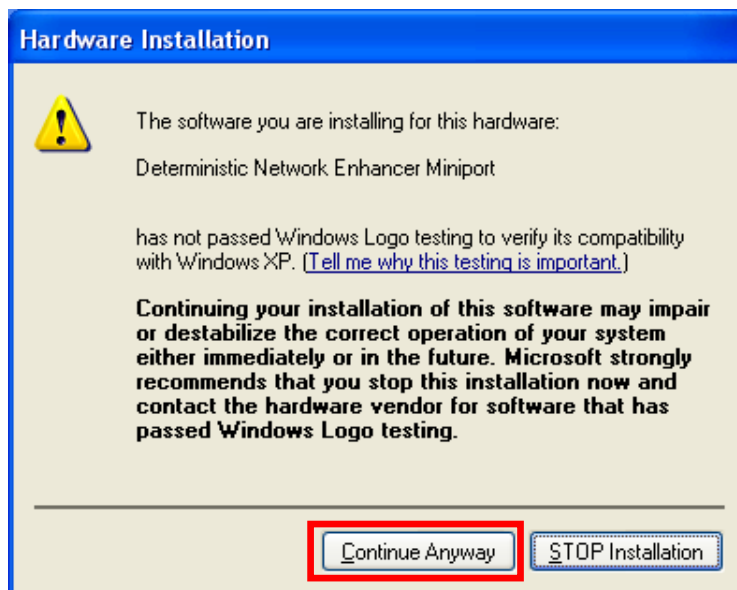 Hardware Installation
The software you are installing for this hardware:
Deterministic Network Enhancer Miniport
has not passed Windows Logo testing to verify its compatibility
with Windows XP. (Tell me why this testing is important.)
Continuing your installation of this software may impair
or destabilize the correct operation of your system
either immediately or in the future. Microsoft strongly
recommends that you stop this installation now and
contact the hardware vendor for software that has
passed Windows Logo testing.
Continue Anyway
STOP Installation